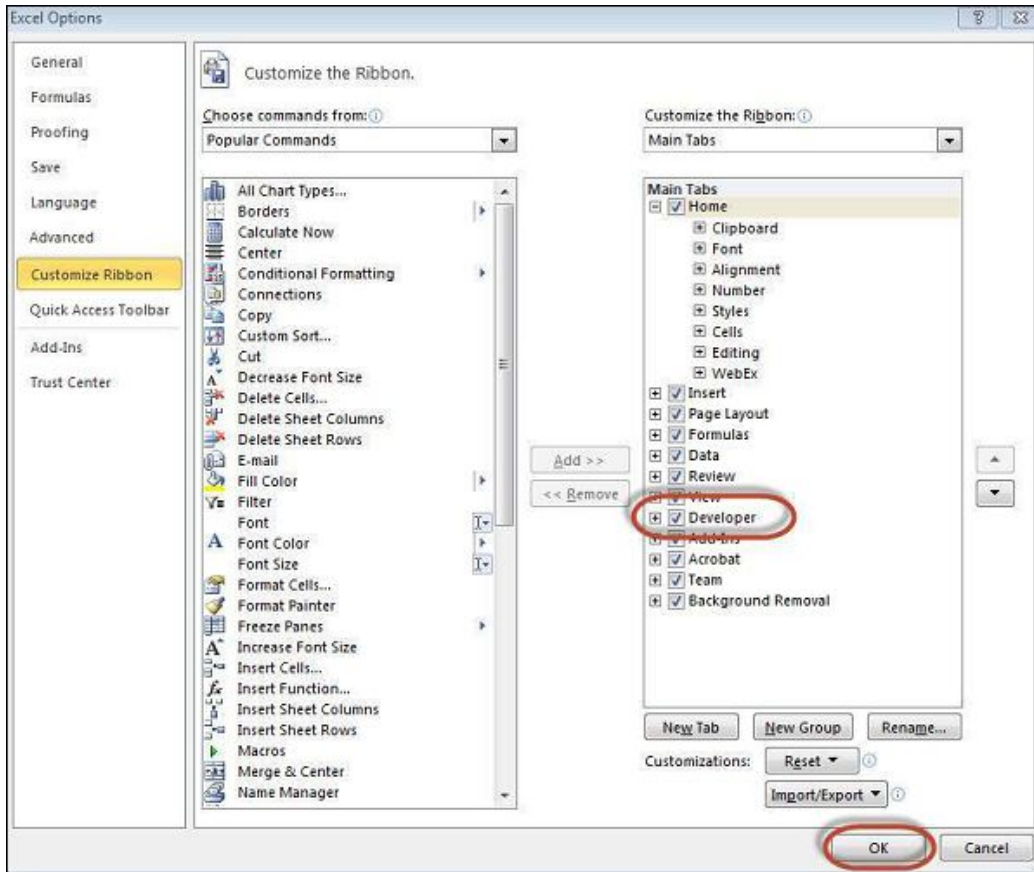 Excel Options
General
Formulas
Proofing
Save
Language
Advanced
Customize Ribbon
Quick Access Toolbar
Add-Ins
Trust Center
Customize the Ribbon.
Choose commands from:
Popular Commands
All Chart Types...
Borders
Calculate Now
Center
Conditional Formatting
Connections
Copy
Custom Sort...
Cut
Decrease Font Size
Delete Cells...
Delete Sheet Columns
Delete Sheet Rows
E-mail
Fill Color
Filter
Font
Font Color
Font Size
Format Cells...
Format Painter
Freeze Panes
Increase Font Size
Insert Cells...
Insert Function...
Insert Sheet Columns
Insert Sheet Rows
Macros
Merge & Center
Name Manager
Add >>
<< Remove
Customize the Ribbon:
Main Tabs
Main Tabs
Home
Clipboard
Font
Alignment
Number
Styles
Cells
Editing
WebEx
Insert
Page Layout
Formulas
Data
Review
View
Developer
Add-Ins
Acrobat
Team
Background Removal
New Tab
New Group
Rename...
Customizations:
Reset
Import/Export
OK
Cancel